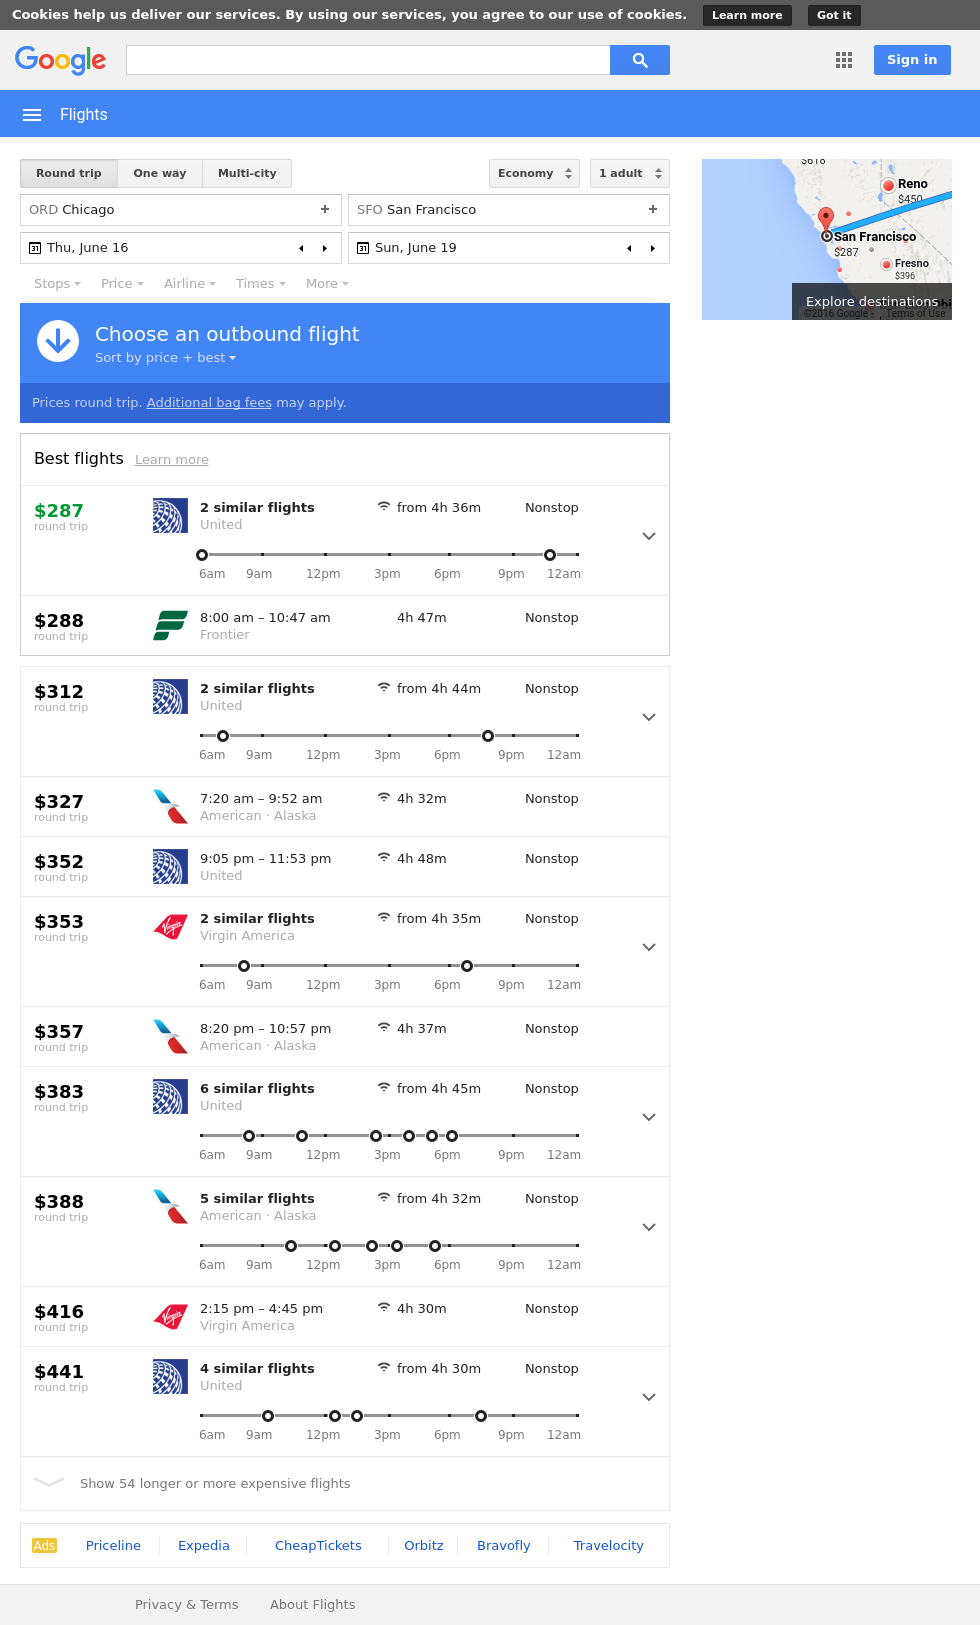 Cookies help us deliver our services. By using our services, you agree to our use of cookies. Learn more Got it
Google Sign in
Flights
Round trip One way Multi-city Economy 1 adult
ORD Chicago + SFO San Francisco +
31 Thu, June 16 31 Sun, June 19
Stops Price Airline Times More
$618
Reno
$450
San Francisco
$287
Fresno
$396
Explore destinations
©2016 Google Terms of Use
Choose an outbound flight
Sort by price + best
Prices round trip. Additional bag fees may apply.
Best flights Learn more
$287 2 similar flights from 4h 36m Nonstop
round trip United
6am 9am 12pm 3pm 6pm 9pm 12am
$288 8:00 am – 10:47 am 4h 47m Nonstop
round trip Frontier
$312 2 similar flights from 4h 44m Nonstop
round trip United
6am 9am 12pm 3pm 6pm 9pm 12am
$327 7:20 am – 9:52 am 4h 32m Nonstop
round trip American · Alaska
$352 9:05 pm – 11:53 pm 4h 48m Nonstop
round trip United
$353 Virgin 2 similar flights from 4h 35m Nonstop
round trip Virgin America
6am 9am 12pm 3pm 6pm 9pm 12am
$357 8:20 pm – 10:57 pm 4h 37m Nonstop
round trip American · Alaska
$383 6 similar flights from 4h 45m Nonstop
round trip United
6am 9am 12pm 3pm 6pm 9pm 12am
$388 5 similar flights from 4h 32m Nonstop
round trip American · Alaska
6am 9am 12pm 3pm 6pm 9pm 12am
$416 Virgin 2:15 pm – 4:45 pm 4h 30m Nonstop
round trip Virgin America
$441 4 similar flights from 4h 30m Nonstop
round trip United
6am 9am 12pm 3pm 6pm 9pm 12am
Show 54 longer or more expensive flights
Ads Priceline Expedia CheapTickets Orbitz Bravofly Travelocity
Privacy & Terms About Flights